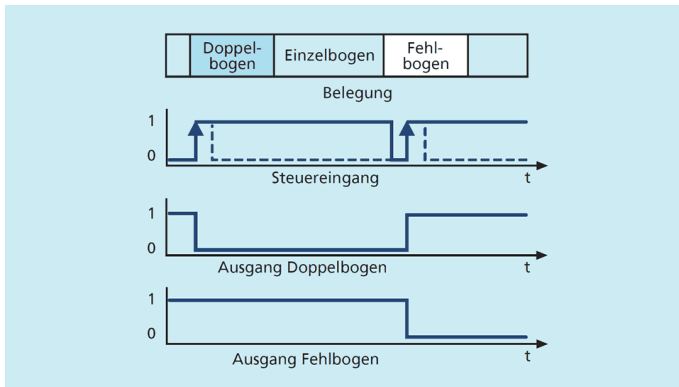 Doppel-
bogen
Einzelbogen
Fehl-
bogen
Belegung
1
0
Steuereingang
t
1
0
Ausgang Doppelbogen
t
1
0
Ausgang Fehlbogen
t